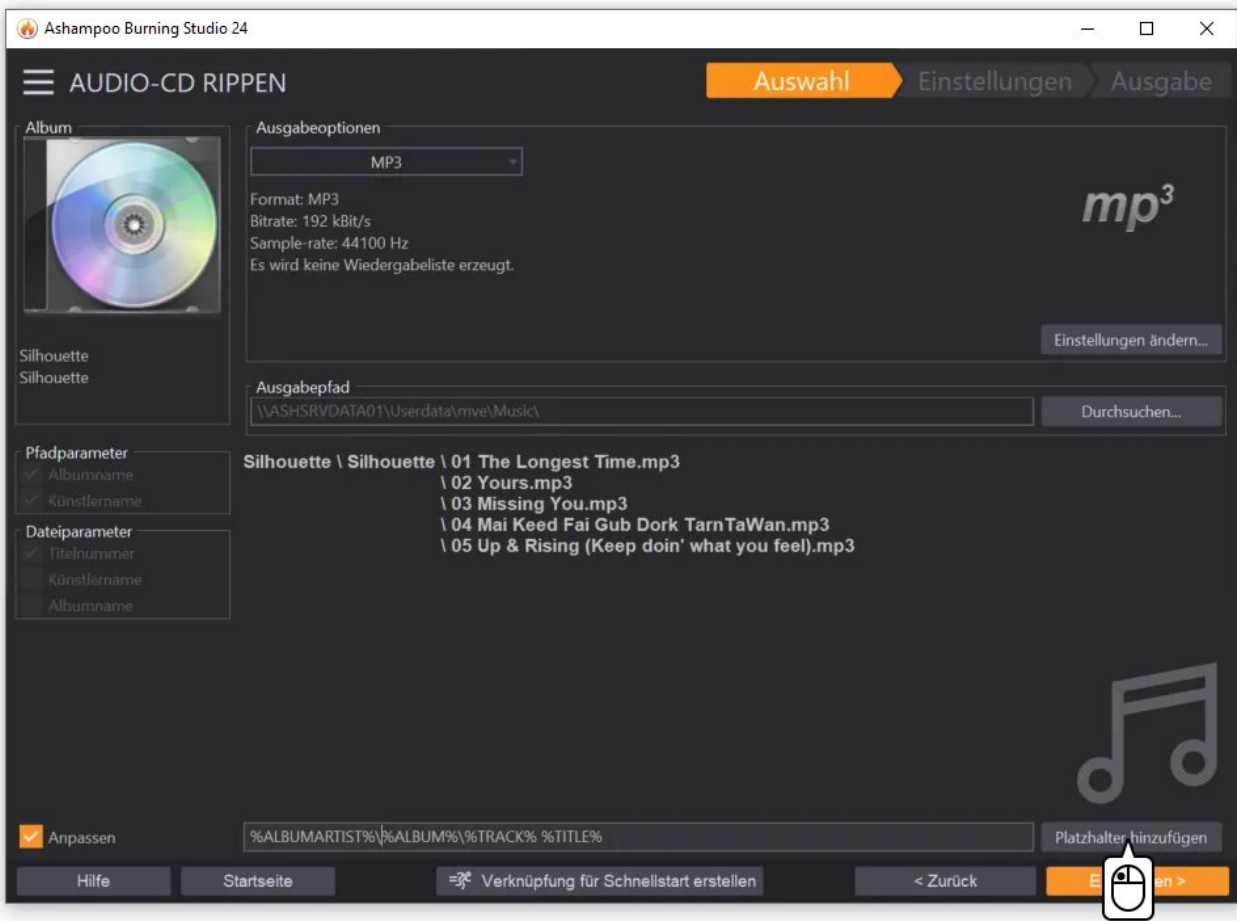 Ashampoo Burning Studio 24
AUDIO-CD RIPPEN
Auswahl
Einstellungen
Ausgabe
Album
Silhouette
Silhouette
Ausgabeoptionen
MP3
Format: MP3
Bitrate: 192 kBit/s
Sample-rate: 44100 Hz
Es wird keine Wiedergabeliste erzeugt.
mp3
Einstellungen ändern...
Ausgabepfad
\\ASHSRVDATA01\Userdata\mve\Music\
Durchsuchen...
Pfadparameter
Albumname
Künstlername
Dateiparameter
Titelnummer
Künstlername
Albumname
Silhouette \ Silhouette \ 01 The Longest Time.mp3
\ 02 Yours.mp3
\ 03 Missing You.mp3
\ 04 Mai Keed Fai Gub Dork TarnTaWan.mp3
\ 05 Up & Rising (Keep doin' what you feel).mp3
Anpassen
%ALBUMARTIST%\%ALBUM%\%TRACK% %TITLE%
Platzhalter hinzufügen
Hilfe
Startseite
Verknüpfung für Schnellstart erstellen
< Zurück